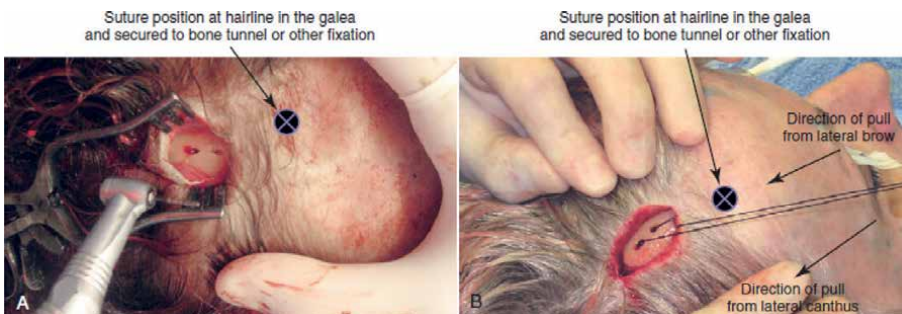 Suture position at hairline in the galea
and secured to bone tunnel or other fixation
Suture position at hairline in the galea
and secured to bone tunnel or other fixation
Direction of pull
from lateral brow
A
B
Direction of pull
from lateral canthus